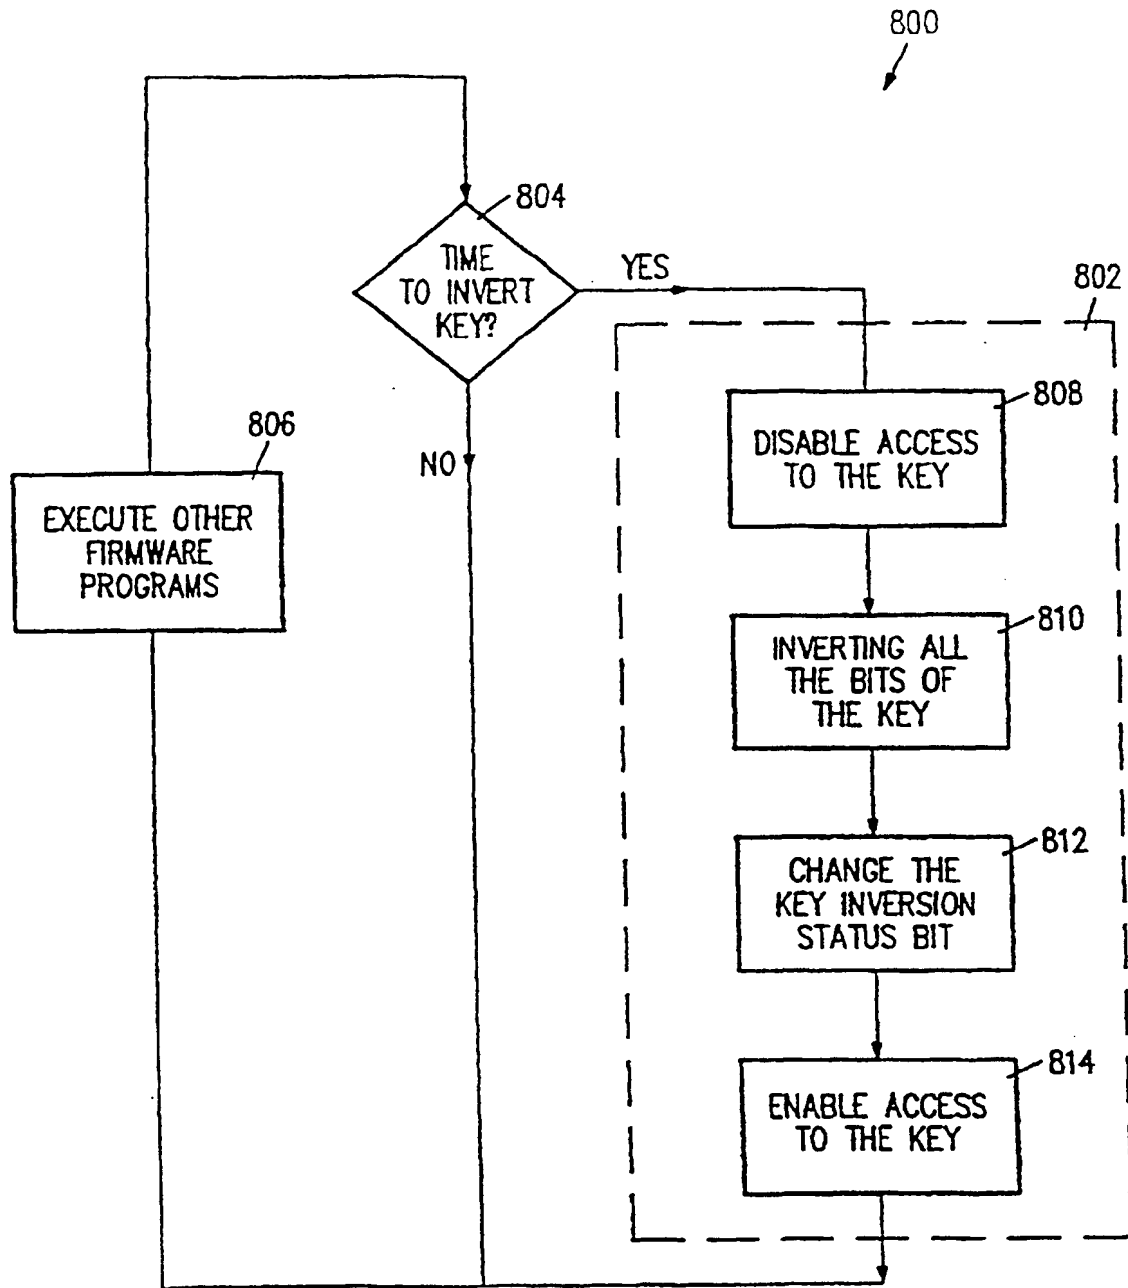 800
804
TIME
TO INVERT
KEY?
YES
802
808
DISABLE ACCESS
TO THE KEY
NO
806
EXECUTE OTHER
FIRMWARE
PROGRAMS
810
INVERTING ALL
THE BITS OF
THE KEY
812
CHANGE THE
KEY INVERSION
STATUS BIT
814
ENABLE ACCESS
TO THE KEY